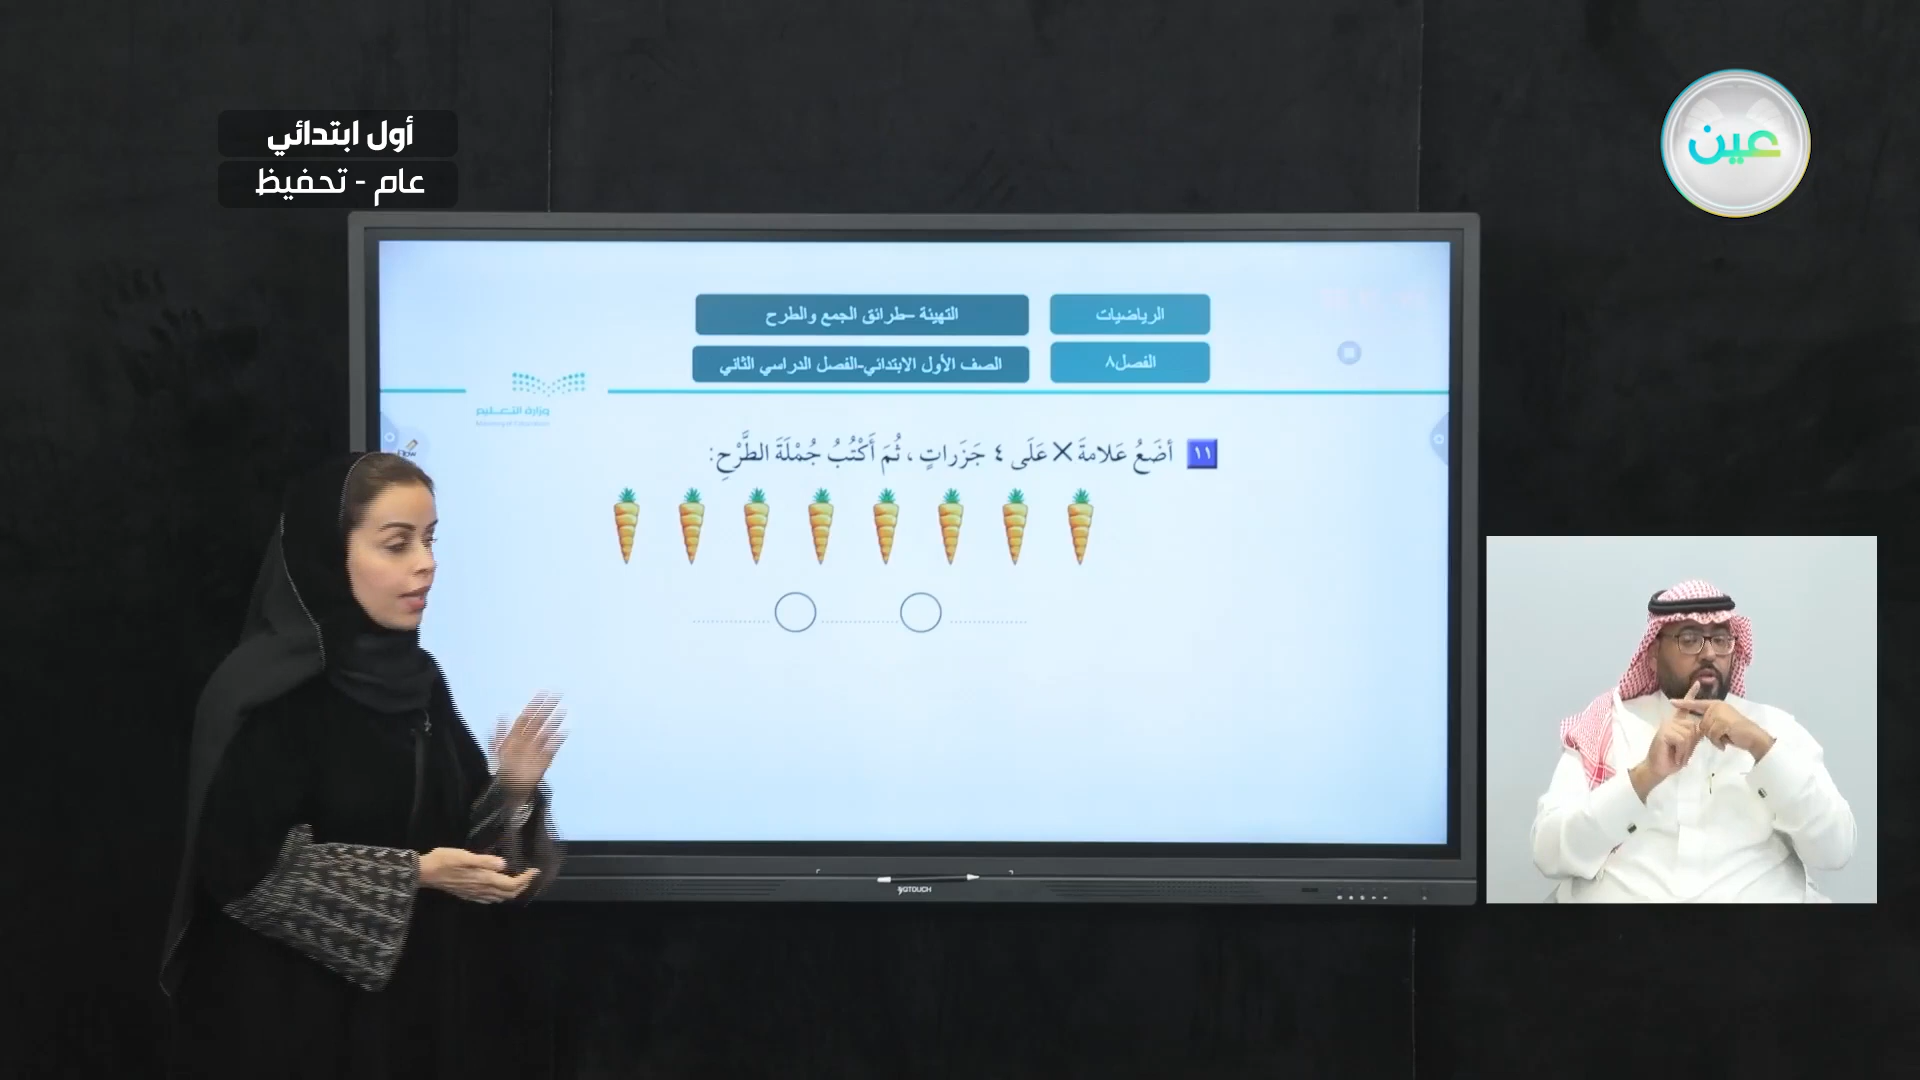 أول ابتدائي
عام - تحفيظ
عين
الرياضيات
التهيئة –طرائق الجمع والطرح
الفصل٨
الصف الأول الابتدائي-الفصل الدراسي الثاني
وزارة التعليم
Ministry of Education
١١ أَضَعُ عَلامةَ X عَلَى ٤ جَزَراتٍ ، ثُمَ أَكْتُبُ جُمْلَةَ الطَّرْحِ: